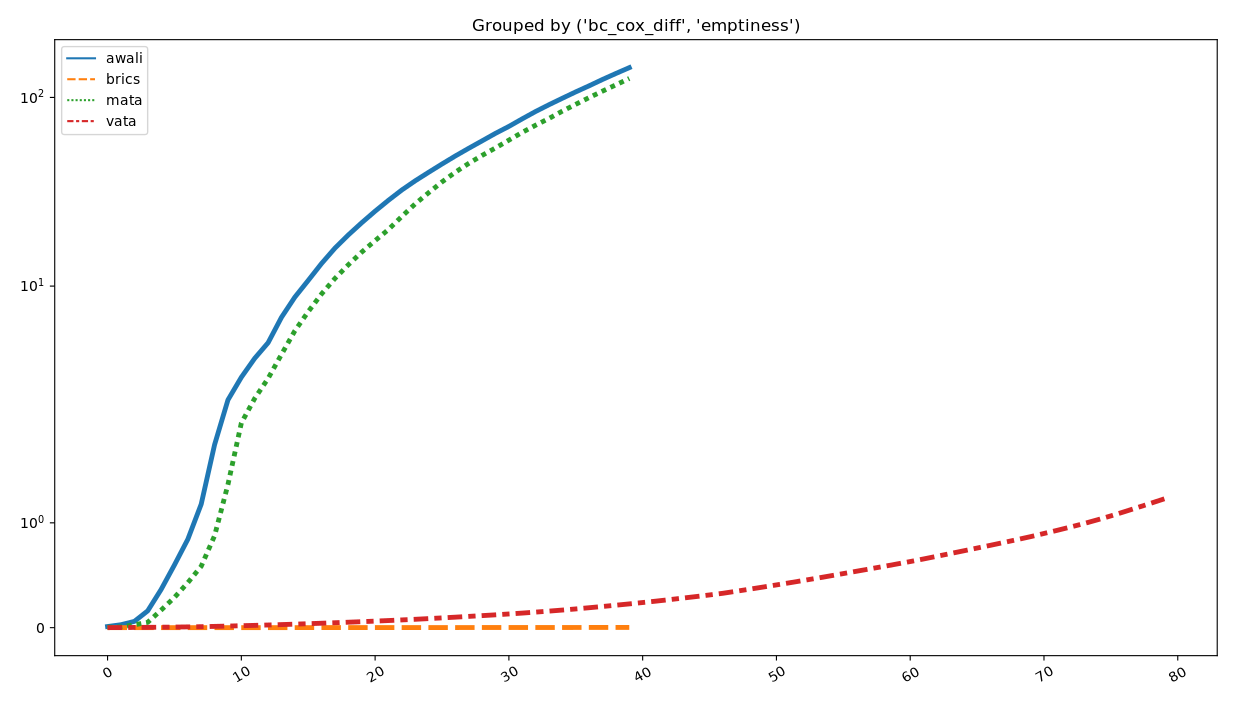 Grouped by ('bc_cox_diff', 'emptiness')
awali
brics
mata
vata
10²
10¹
10⁰
0
0 10 20 30 40 50 60 70 80